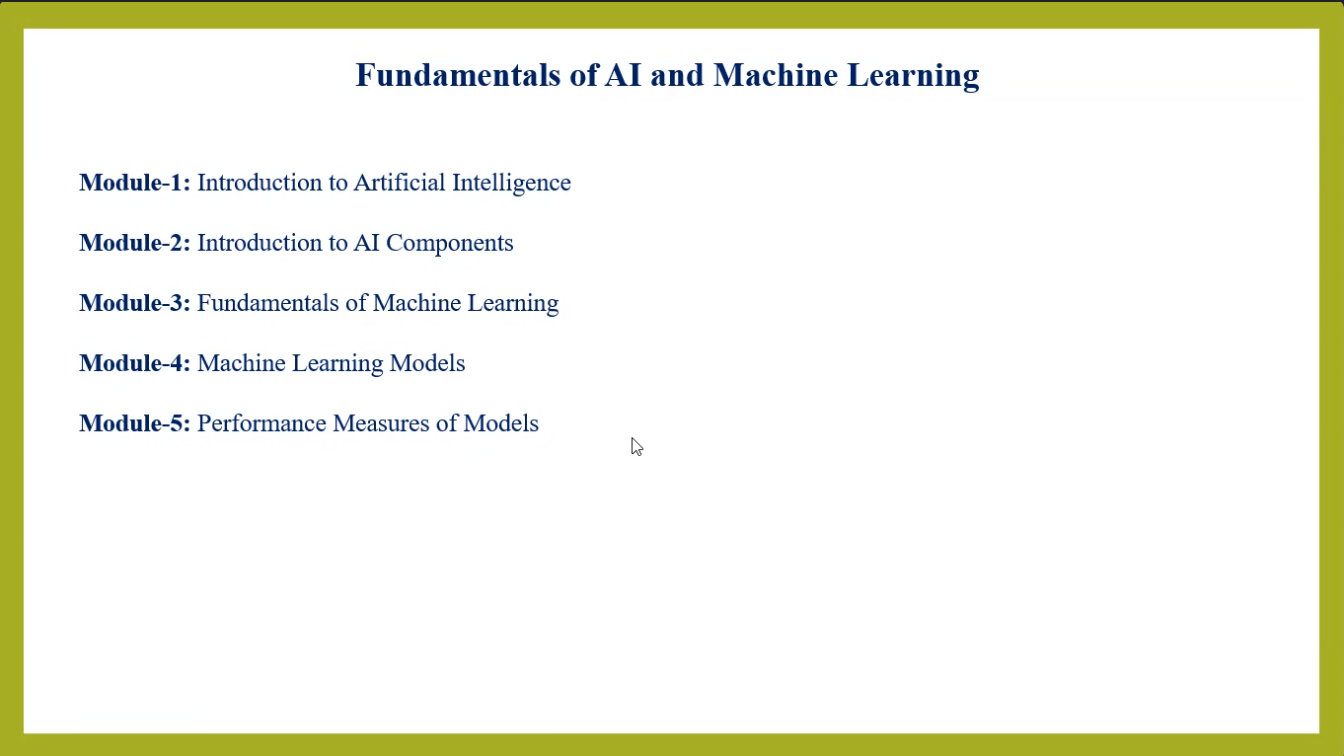 Fundamentals of AI and Machine Learning
Module-1: Introduction to Artificial Intelligence
Module-2: Introduction to AI Components
Module-3: Fundamentals of Machine Learning
Module-4: Machine Learning Models
Module-5: Performance Measures of Models